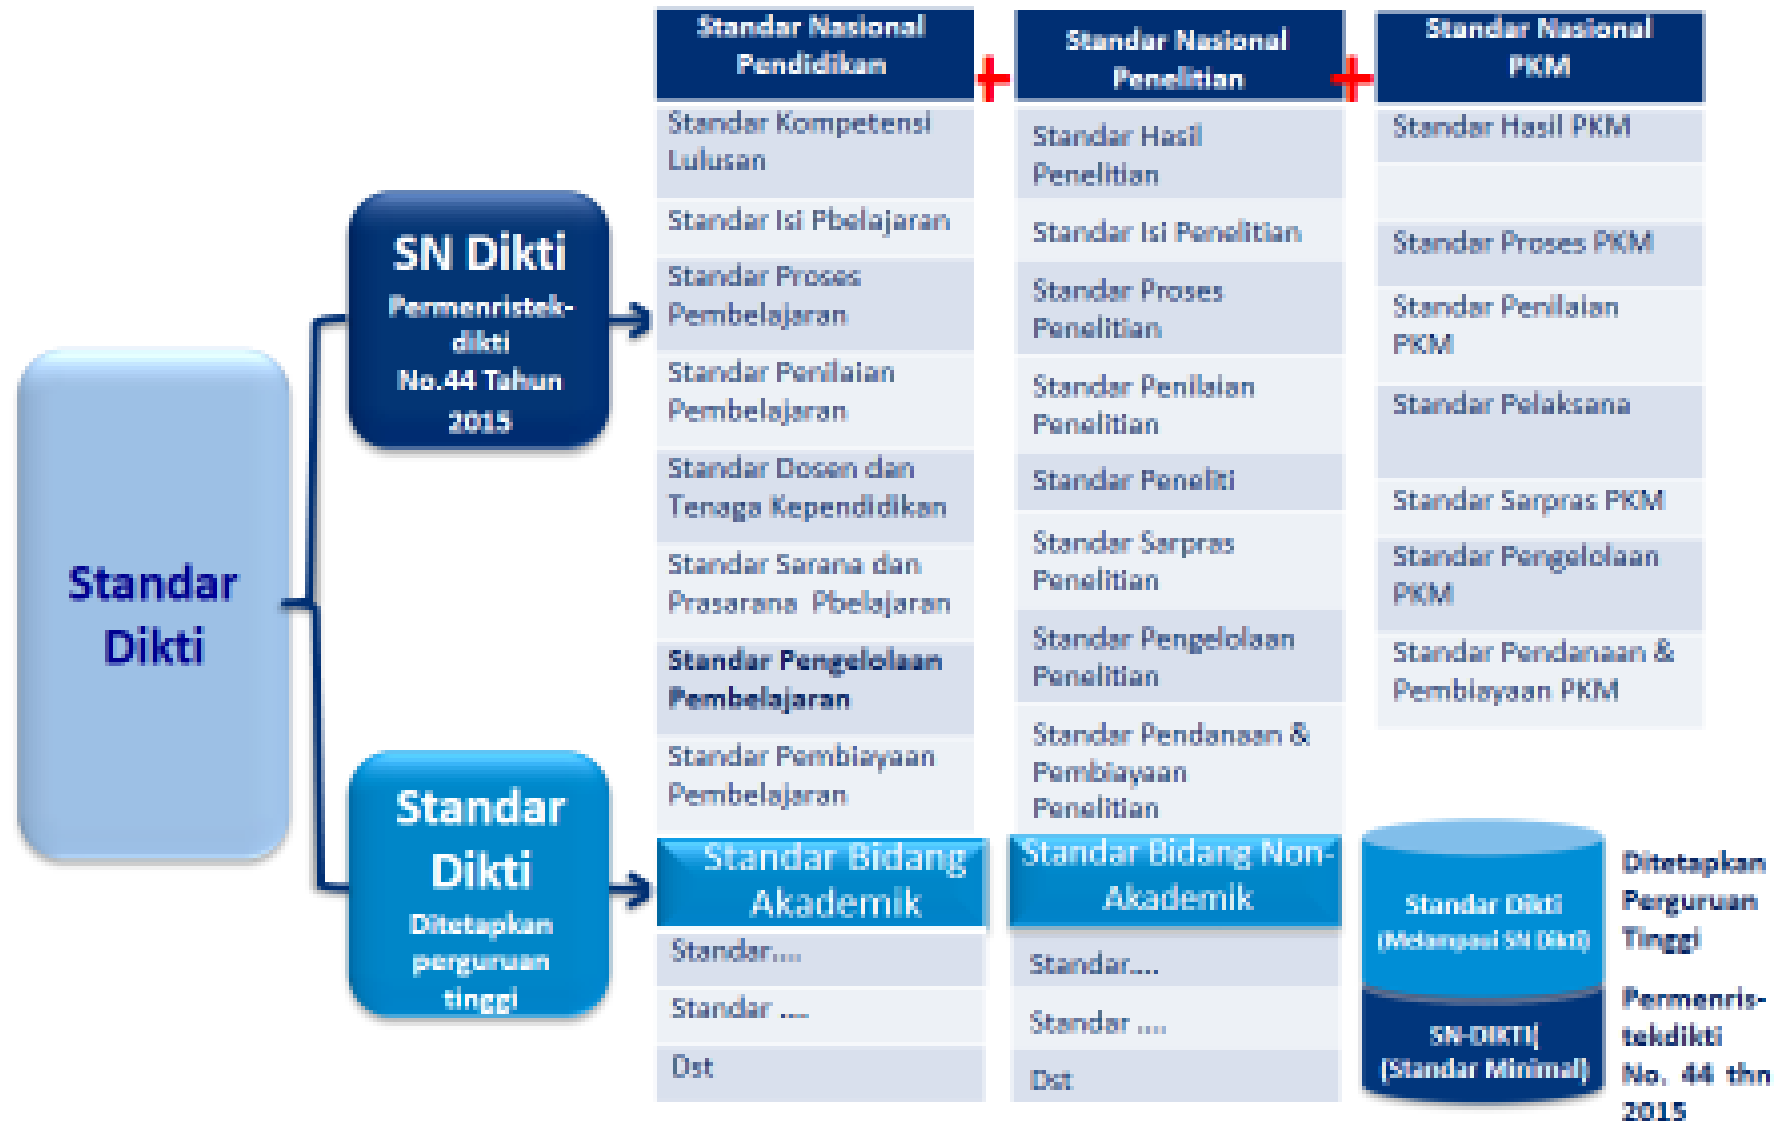 Standar
Dikti
SN Dikti
Permenristek-
dikti
No.44 Tahun
2015
Standar
Dikti
Ditetapkan
perguruan
tinggi
Standar Nasional
Pendidikan
Standar Kompetensi
Lulusan
Standar Isi Pbelajaran
Standar Proses
Pembelajaran
Standar Penilaian
Pembelajaran
Standar Dosen dan
Tenaga Kependidikan
Standar Sarana dan
Prasarana Pbelajaran
Standar Pengelolaan
Pembelajaran
Standar Pembiayaan
Pembelajaran
+
Standar Nasional
Penelitian
Standar Hasil
Penelitian
Standar Isi Penelitian
Standar Proses
Penelitian
Standar Penilaian
Penelitian
Standar Peneliti
Standar Sarpras
Penelitian
Standar Pengelolaan
Penelitian
Standar Pendanaan &
Pembiayaan
Penelitian
+
Standar Nasional
PKM
Standar Hasil PKM
Standar Proses PKM
Standar Penilaian
PKM
Standar Pelaksana
Standar Sarpras PKM
Standar Pengelolaan
PKM
Standar Pendanaan &
Pembiayaan PKM
Standar Bidang
Akademik
Standar....
Standar ....
Dst
Standar Bidang Non-
Akademik
Standar....
Standar ....
Dst
Standar Dikti
(Melampaui SN Dikti)
SN-DIKTI(
(Standar Minimal)
Ditetapkan
Perguruan
Tinggi
Permenris-
tekdikti
No. 44 thn
2015